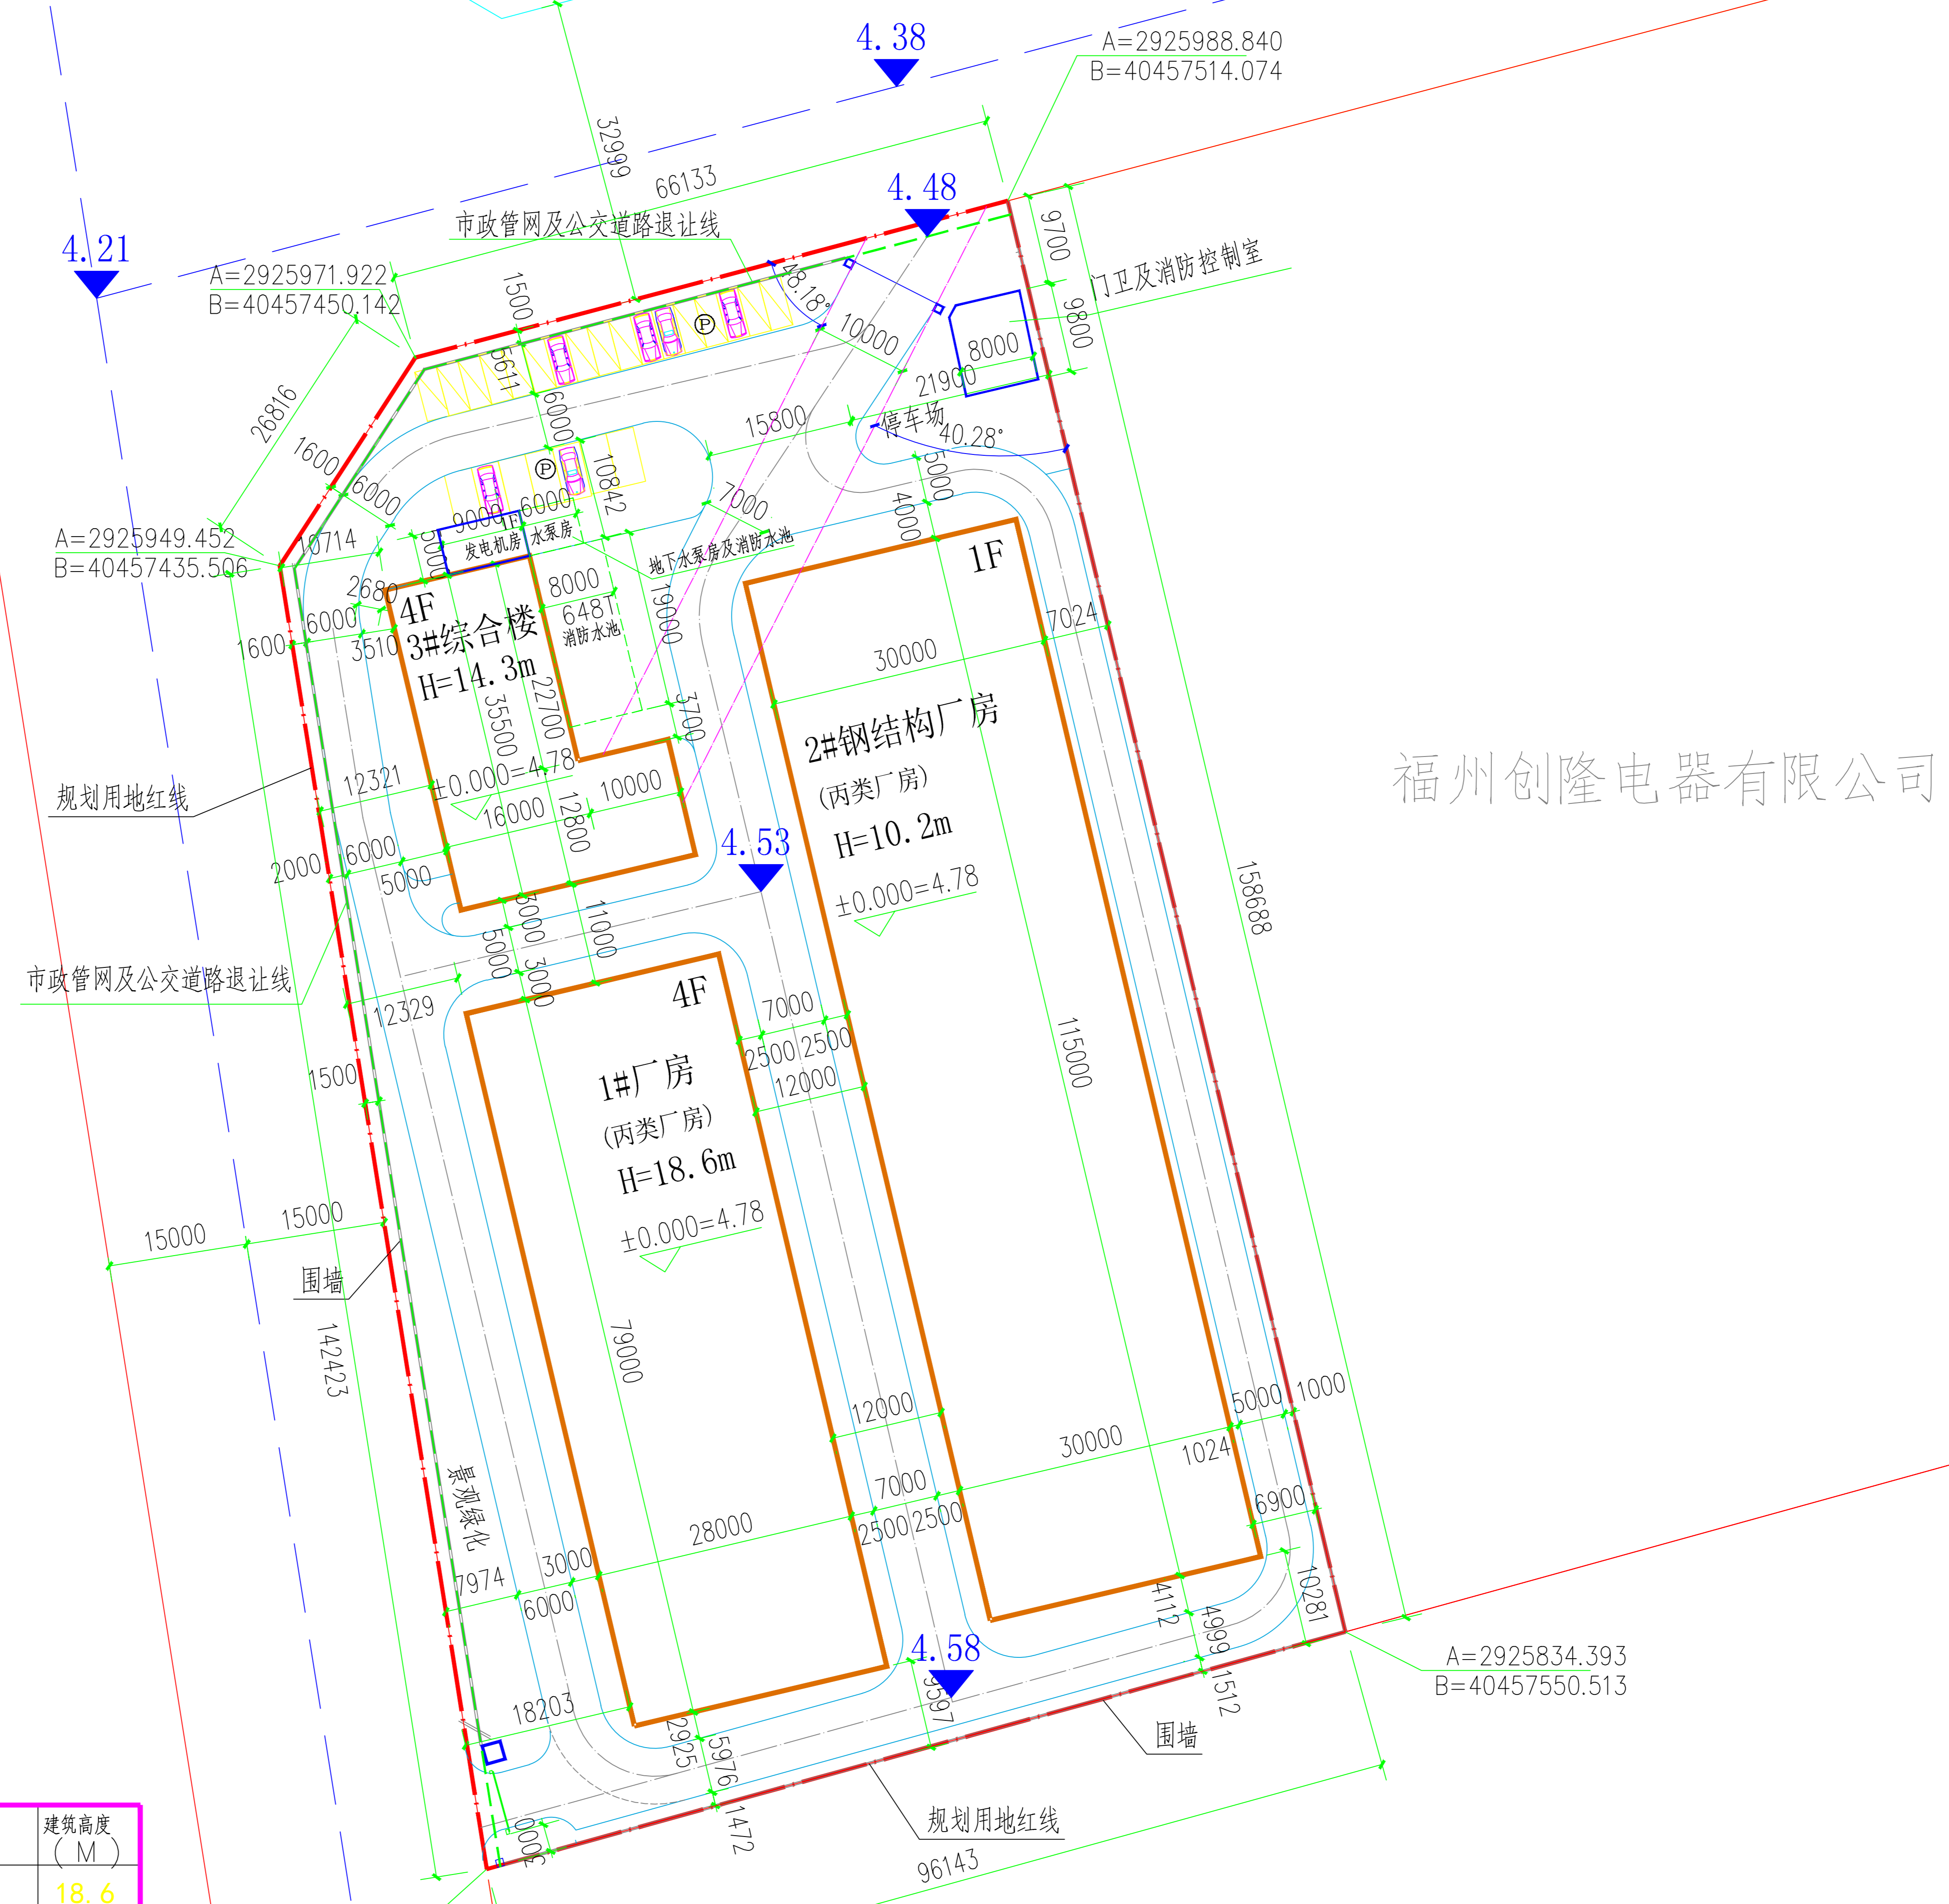 4.38
A=2925988.840
B=40457514.074
32999
66133
4.48
市政管网及公交道路退让线
4.21
A=2925971.922
B=40457450.142
1500
48.18°
9700
门卫及消防控制室
9800
10000
8000
21900
5611
P
26816
6000
15800
停车场
40.28°
1600
6000
P
10842
7000
5000
4000
9000
6000
1F
发电机房
水泵房
地下水泵房及消防水池
A=2925949.452
B=40457435.506
10714
5000
1F
2680
4F
8000
648T
消防水池
19000
6000
1600
3510
3#综合楼
H=14.3m
7024
30000
35500
22700
3700
2#钢结构厂房
(丙类厂房)
H=10.2m
±0.000=4.78
福州创隆电器有限公司
规划用地红线
12321
±0.000=4.78
16000
10000
12800
4.53
2000
6000
5000
158688
3000
11000
5000
3000
市政管网及公交道路退让线
12329
4F
7000
2500
2500
12000
115000
1500
1#厂房
(丙类厂房)
H=18.6m
±0.000=4.78
15000
15000
围墙
142423
79000
12000
5000
1000
30000
1024
景观绿化
7000
28000
2500
2500
6900
3000
7974
6000
4112
4999
10281
1512
4.58
A=2925834.393
B=40457550.513
18203
9597
2925
5976
围墙
1472
3000
规划用地红线
96143
建筑高度
(M)
18.6